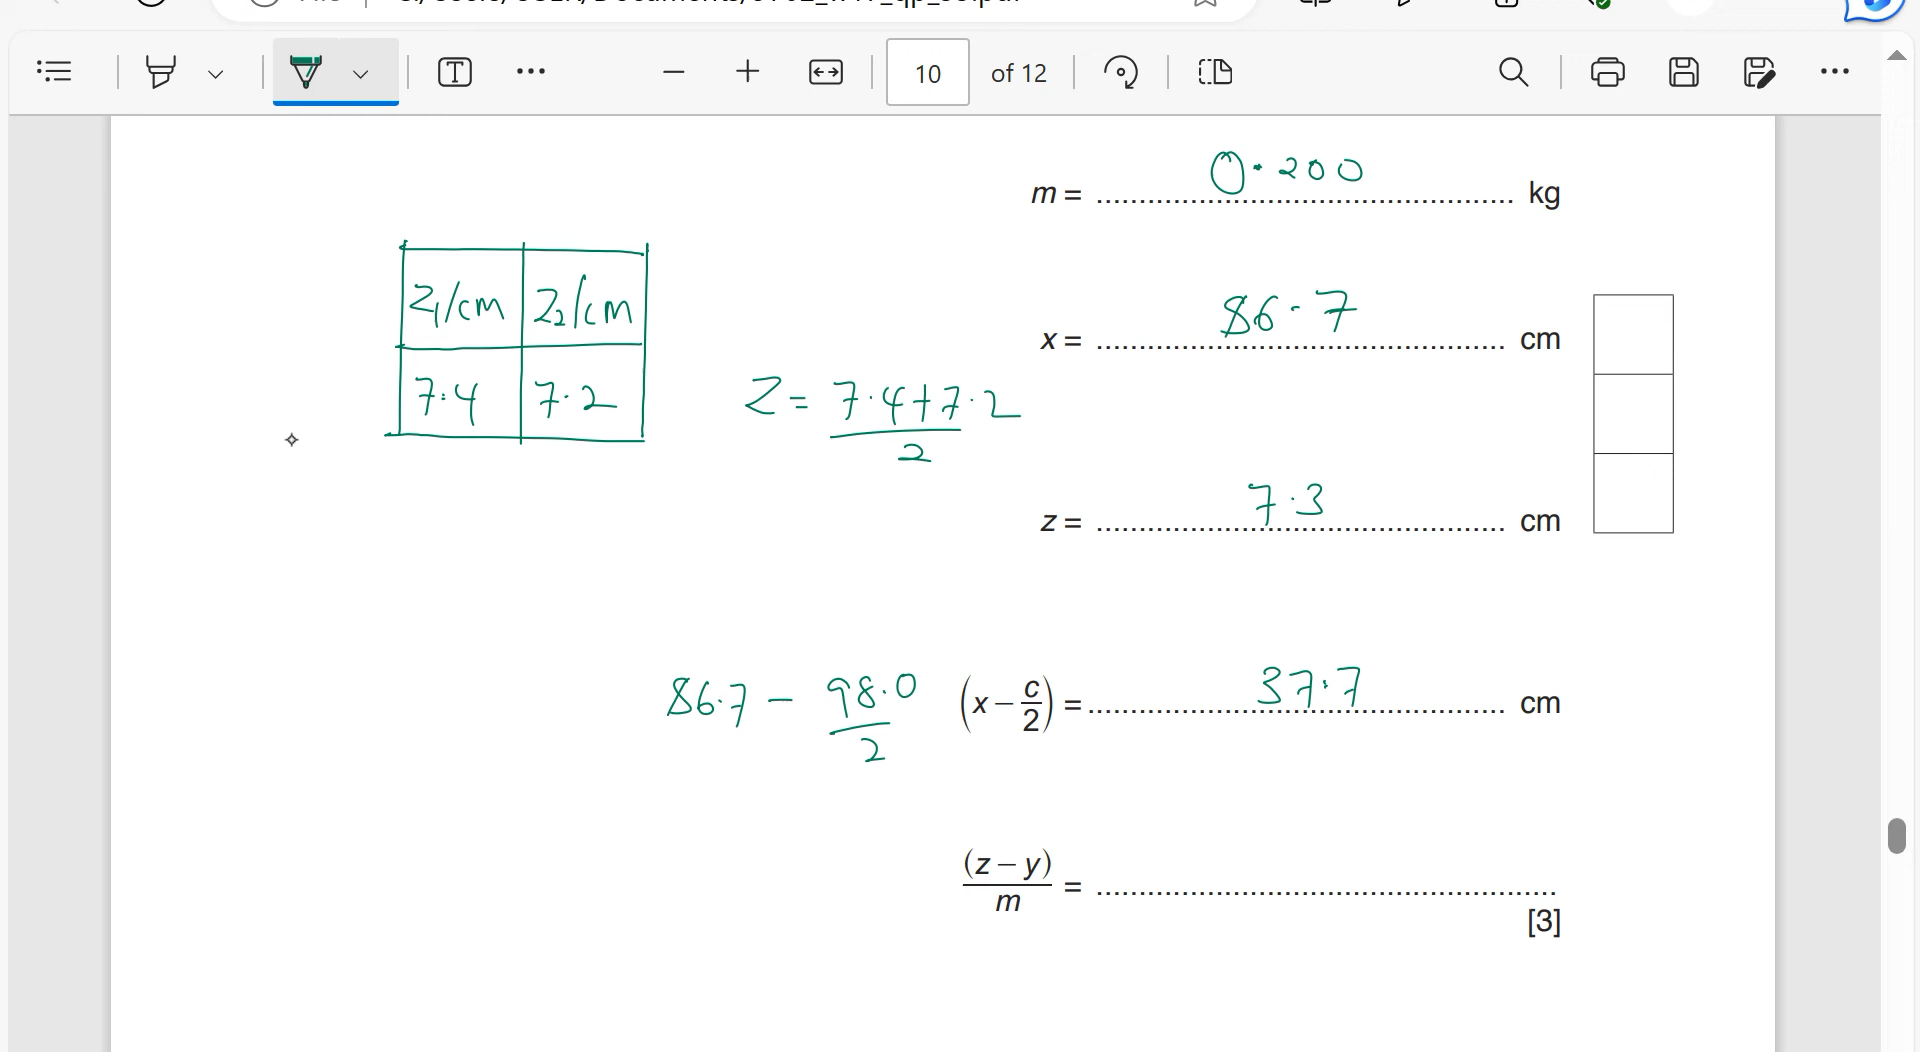 10 of 12
m = 0.200 kg
z₁/cm z₂/cm
x = 86.7 cm
7.4 7.2
z = 7.4+7.2 / 2
z = 7.3 cm
86.7 - 98.0 / 2 (x - c/2) = 37.7 cm
(z - y) / m =
[3]